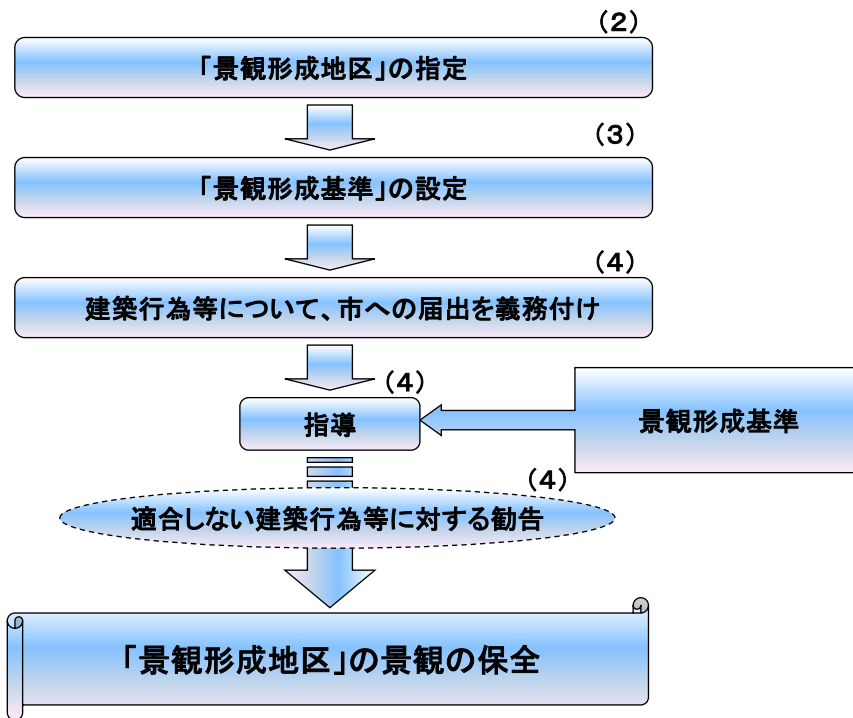 （２）
「景観形成地区」の指定
（３）
「景観形成基準」の設定
（４）
建築行為等について、市への届出を義務付け
（４）
指導
景観形成基準
（４）
適合しない建築行為等に対する勧告
「景観形成地区」の景観の保全